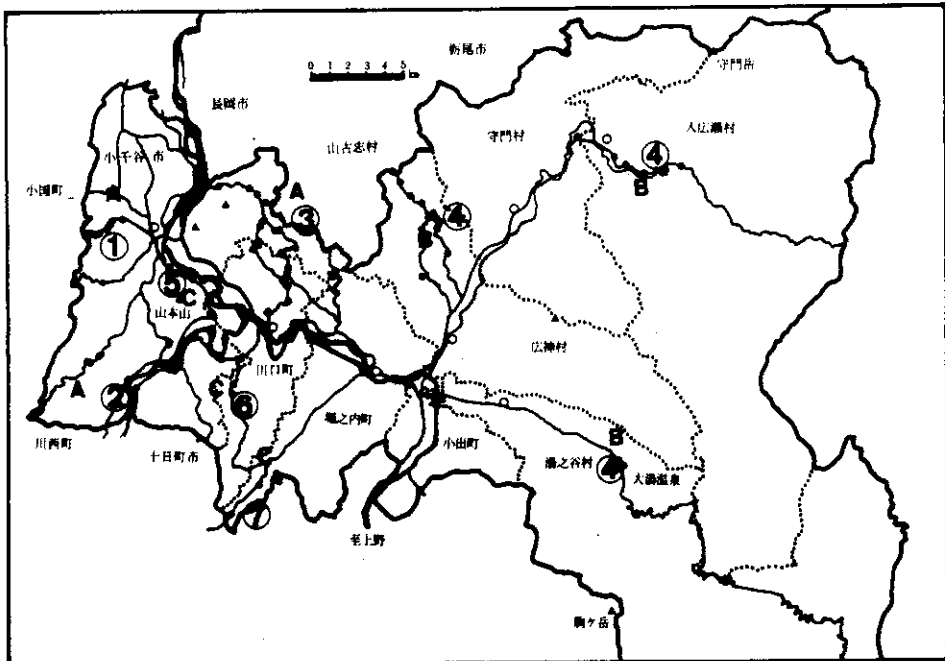 栃尾市
守門岳
0 1 2 3 4 5
km
長岡市
守門村
入広瀬村
山古志村
小千谷市
④
B
小国町
A
③
④
B
①
⑤
C
山本山
広神村
川口町
A
②
C
⑥
堀之内町
小出町
B
川西町
十日町市
湯之谷村
④
大湯温泉
⑦
至上野
駒ヶ岳